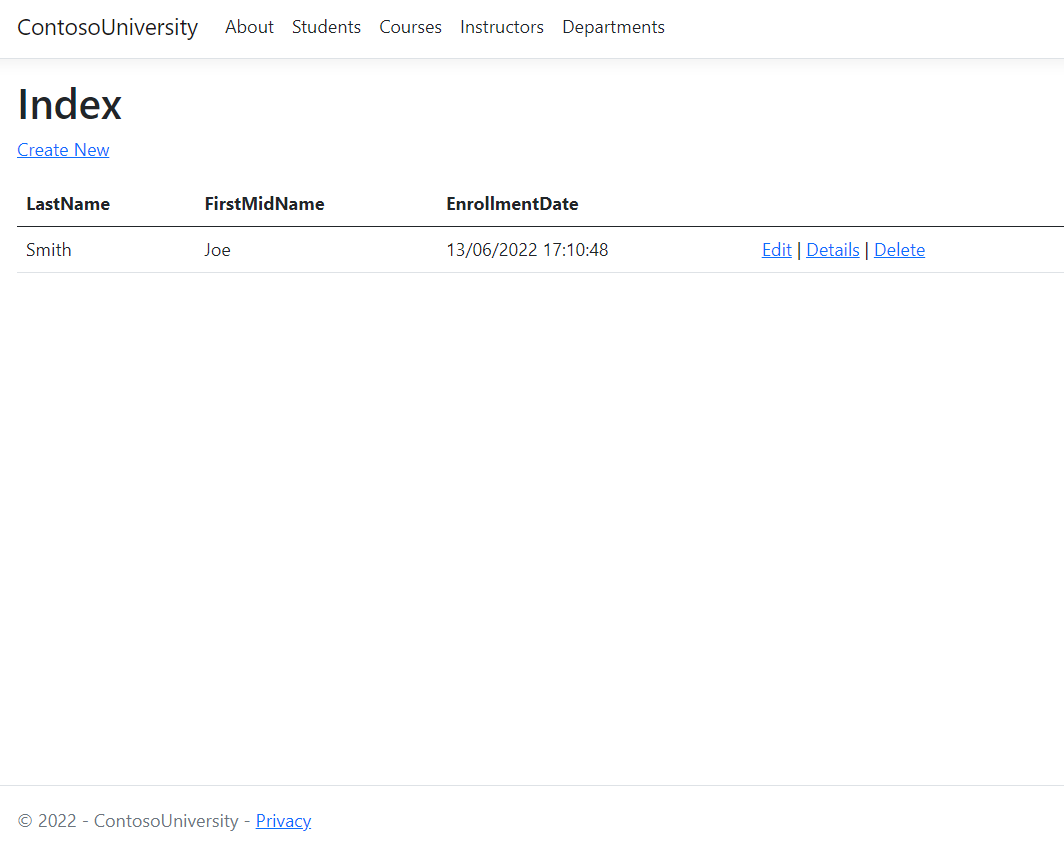 ContosoUniversity About Students Courses Instructors Departments
Index
Create New
LastName FirstMidName EnrollmentDate
Smith Joe 13/06/2022 17:10:48 Edit | Details | Delete
© 2022 - ContosoUniversity - Privacy